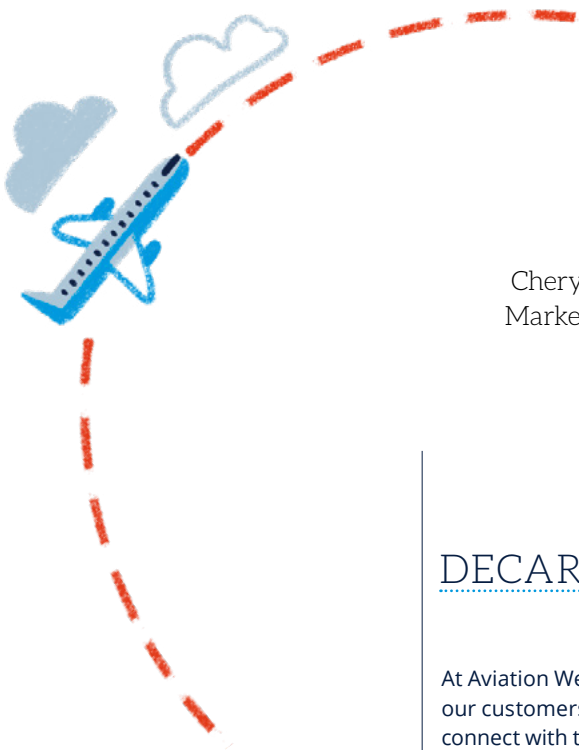 Chery
Marke
DECAR
At Aviation We
our customers
connect with t